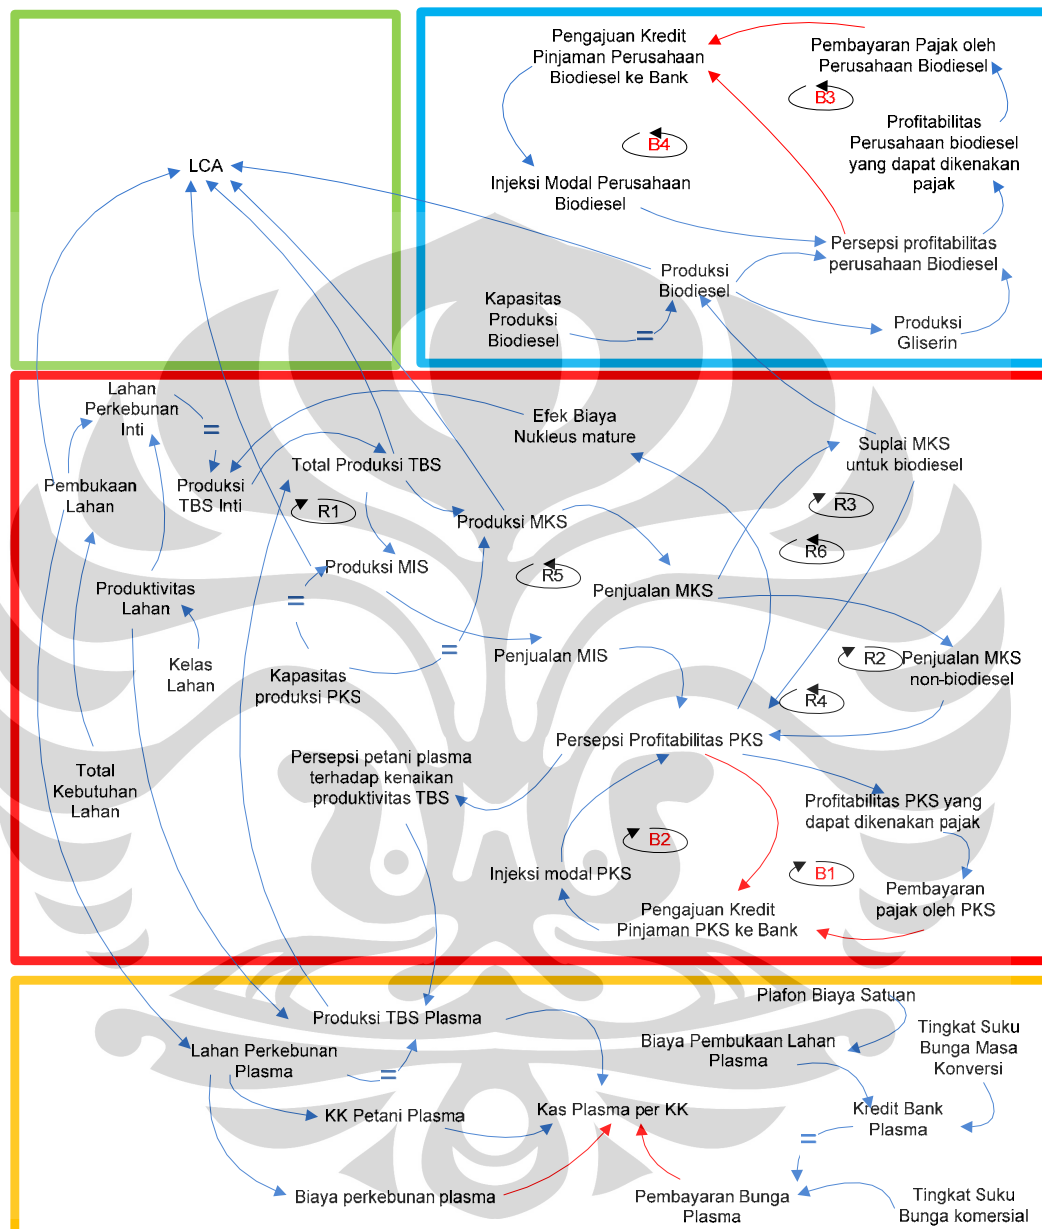 LCA
Pengajuan Kredit
Pinjaman Perusahaan
Biodiesel ke Bank
Pembayaran Pajak oleh
Perusahaan Biodiesel
B3
Profitabilitas
Perusahaan biodiesel
yang dapat dikenakan
pajak
B4
Injeksi Modal Perusahaan
Biodiesel
Persepsi profitabilitas
perusahaan Biodiesel
Produksi
Biodiesel
Kapasitas
Produksi
Biodiesel
=
Produksi
Gliserin
Lahan
Perkebunan
Inti
=
Efek Biaya
Nukleus mature
Suplai MKS
untuk biodiesel
Total Produksi TBS
Pembukaan
Lahan
Produksi
TBS Inti
R1
Produksi MKS
R3
R6
Produksi MIS
R5
Produktivitas
Lahan
=
Penjualan MKS
Kelas
Lahan
Kapasitas
produksi PKS
=
Penjualan MIS
R2
Penjualan MKS
non-biodiesel
R4
Persepsi Profitabilitas PKS
Persepsi petani plasma
terhadap kenaikan
produktivitas TBS
Total
Kebutuhan
Lahan
Profitabilitas PKS yang
dapat dikenakan pajak
B2
Injeksi modal PKS
B1
Pengajuan Kredit
Pinjaman PKS ke Bank
Pembayaran
pajak oleh PKS
Plafon Biaya Satuan
Produksi TBS Plasma
Lahan Perkebunan
Plasma
=
Biaya Pembukaan Lahan
Plasma
Tingkat Suku
Bunga Masa
Konversi
KK Petani Plasma
Kas Plasma per KK
Kredit Bank
Plasma
=
Biaya perkebunan plasma
Pembayaran Bunga
Plasma
Tingkat Suku
Bunga komersial